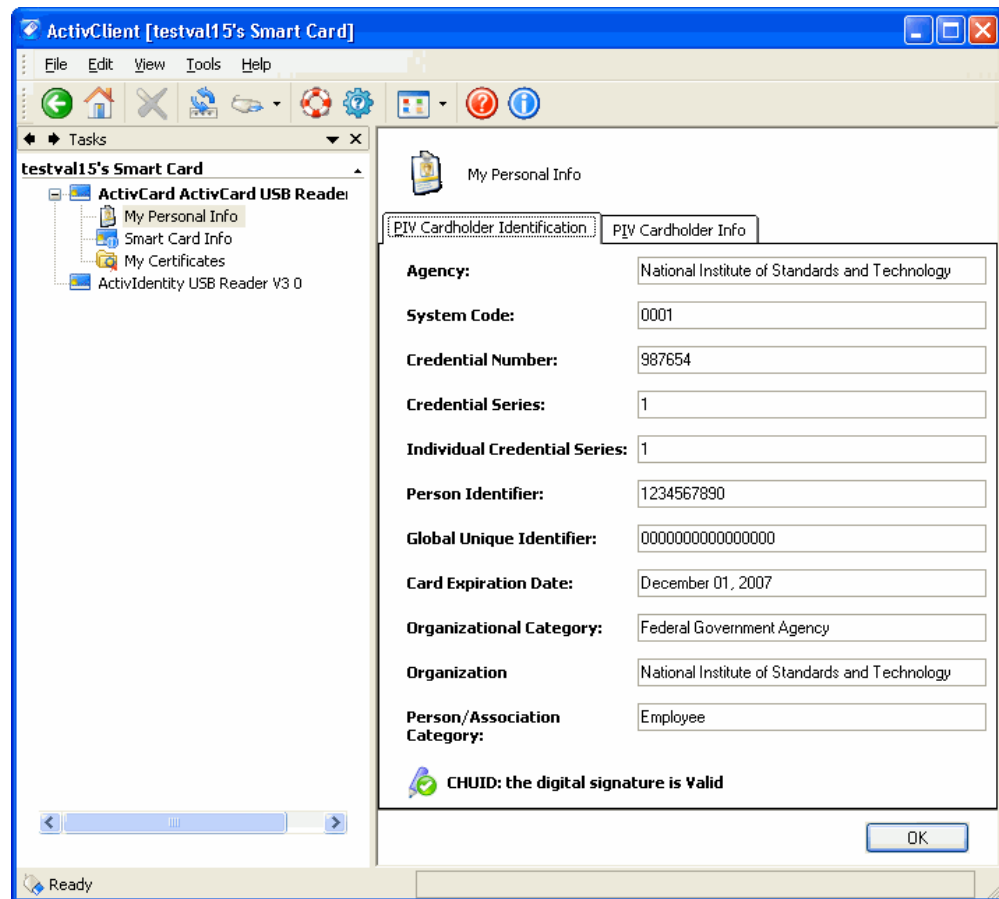 ActivClient [testval15's Smart Card]
File Edit View Tools Help
Tasks
testval15's Smart Card
ActivCard ActivCard USB Reader
My Personal Info
Smart Card Info
My Certificates
ActivIdentity USB Reader V3 0
My Personal Info
PIV Cardholder Identification PIV Cardholder Info
Agency: National Institute of Standards and Technology
System Code: 0001
Credential Number: 987654
Credential Series: 1
Individual Credential Series: 1
Person Identifier: 1234567890
Global Unique Identifier: 0000000000000000
Card Expiration Date: December 01, 2007
Organizational Category: Federal Government Agency
Organization National Institute of Standards and Technology
Person/Association Employee
Category:
CHUID: the digital signature is Valid
OK
Ready